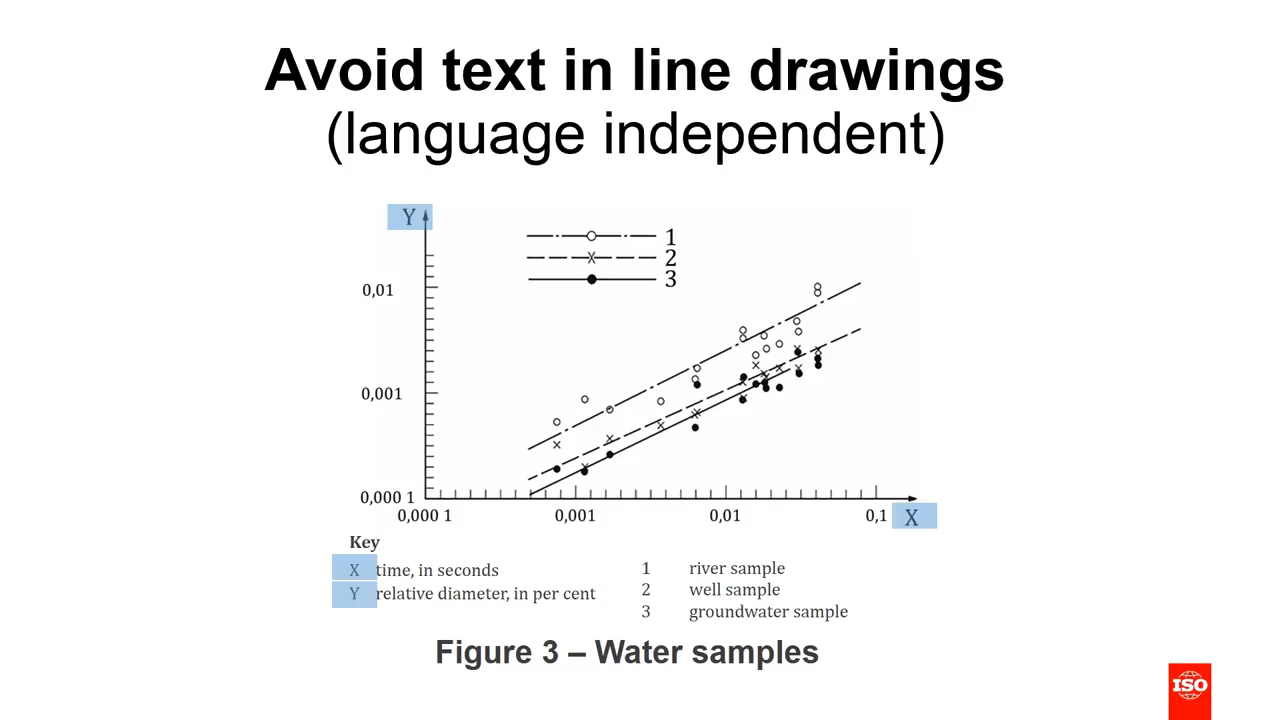 Avoid text in line drawings
(language independent)
Y
1
2
3
0,01
0,001
0,000 1
0,000 1 0,001 0,01 0,1 X
Key
X time, in seconds
Y relative diameter, in per cent
1 river sample
2 well sample
3 groundwater sample
Figure 3 – Water samples
ISO